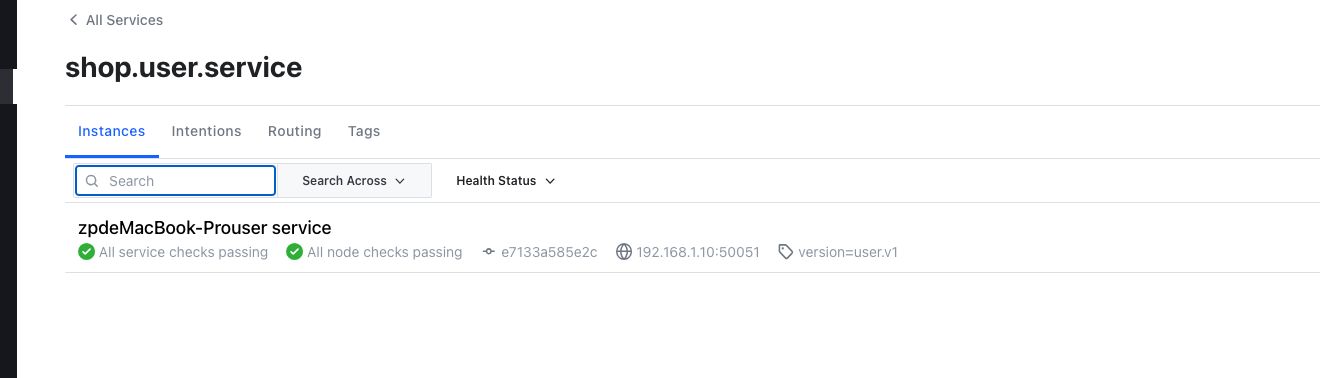 All Services
shop.user.service
Instances Intentions Routing Tags
Search Search Across Health Status
zpdeMacBook-Prouser service
All service checks passing All node checks passing e7133a585e2c 192.168.1.10:50051 version=user.v1